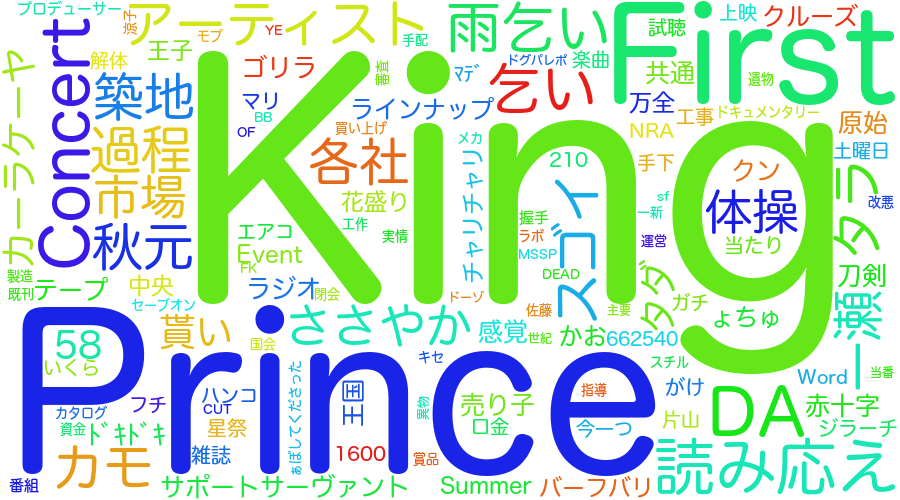 プロデューサー
涼子
アーティスト
モブ
YE
手配
雨乞い
First
上映
クルーズ
試聴
王子
解体
カーラケーヤ
Concert
築地
ゴリラ
審査
マデ
ドグバレポ
楽曲
共通
遺物
King
マリ
BB
OF
ラインナップ
乞い
万全
工事
ドキュメンタリー
原始
過程
買い上げ
各社
メカ
NRA
土曜日
市場
チャリチャリ
210
手下
クン
タラ
花盛り
スゴイ
sf
一新
体操
改悪
秋元
エアコ
工作
実情
握手
ラボ
運営
当たり
Event
FK
MSSP
DEAD
タダ
刀剣
製造
既刊
テープ
中央
セーブオン
ラジオ
閉会
ドーゾ
ガチ
ょちゅ
一瀬
Prince
58
貰い
ささやか
感覚
佐藤
世紀
主要
かお
662540
国会
いくら
キセ
スチル
当番
あぽしてくださった
王国
ハンコ
CUT
フチ
カタログ
資金
ドキドキ
星祭
異物
売り子
口金
指導
今一つ
がけ
片山
Word
DA
赤十字
ジラーチ
番組
カモ
雑誌
1600
賞品
サポートサーヴァント
Summer
バーフバリ
読み応え